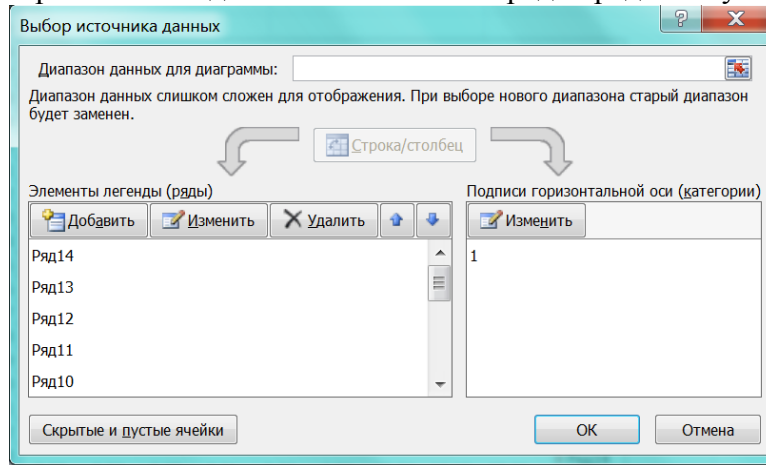 Выбор источника данных
Диапазон данных для диаграммы:
Диапазон данных слишком сложен для отображения. При выборе нового диапазона старый диапазон
будет заменен.
Строка/столбец
Элементы легенды (ряды)
Добавить Изменить Удалить
Ряд14
Ряд13
Ряд12
Ряд11
Ряд10
Подписи горизонтальной оси (категории)
Изменить
1
Скрытые и пустые ячейки
ОК Отмена